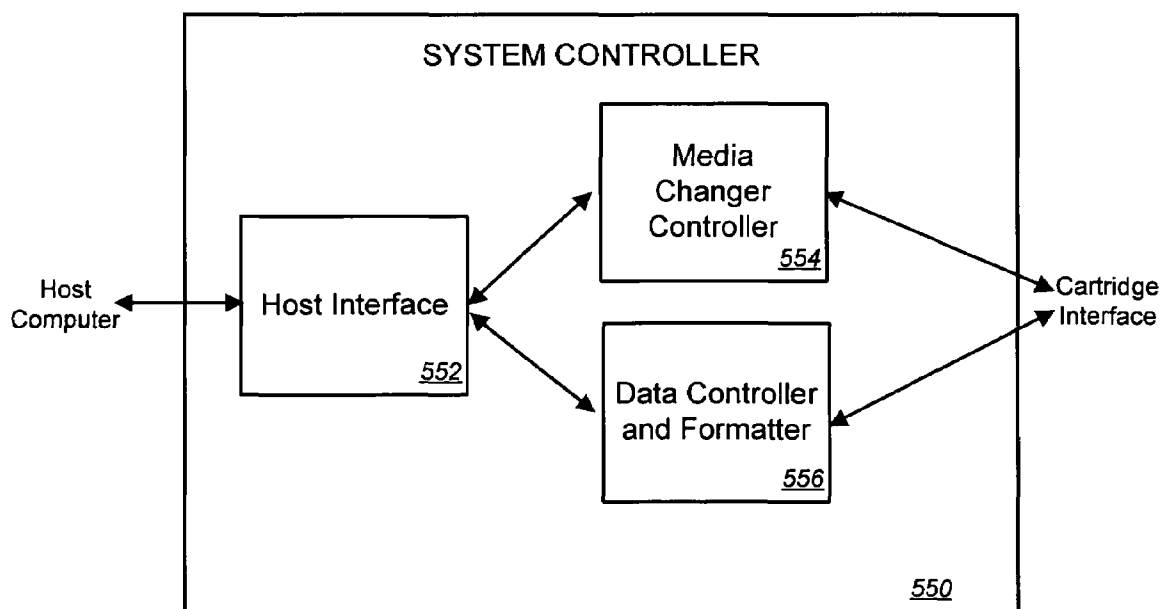 SYSTEM CONTROLLER
Media
Changer
Controller
554
Host
Computer
Host Interface
552
Cartridge
Interface
Data Controller
and Formatter
556
550